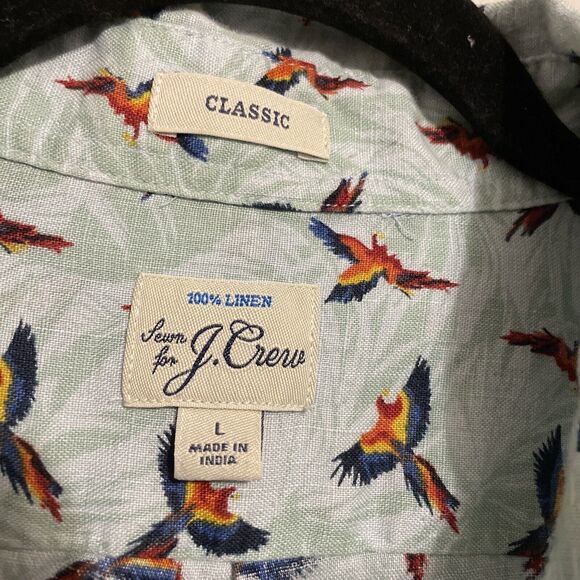 CLASSIC
100% LINEN
Sewn
for J.Crew
L
MADE IN
INDIA